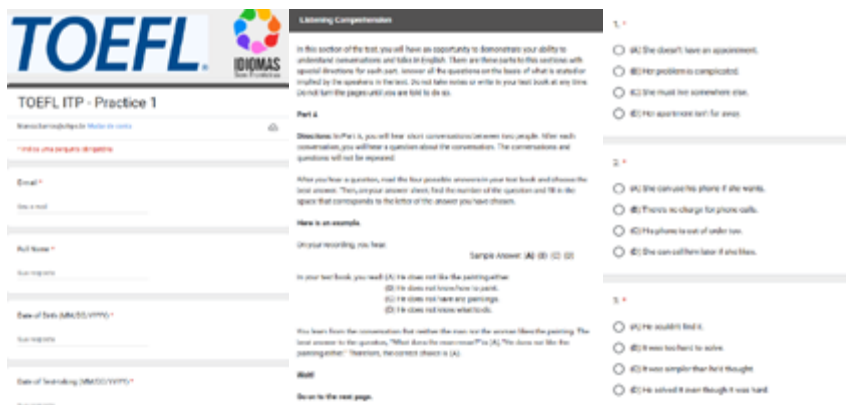 TOEFL.
IDIOMAS
sem Fronteiras
TOEFL ITP - Practice 1
Mudar de conta
* Indica uma pergunta obrigatória
E-mail *
Seu e-mail
Full Name *
Sua resposta
Date of Birth (MM/DD/YYYY) *
Sua resposta
Date of Test-taking (MM/DD/YYYY) *
Sua resposta
Listening Comprehension
In this section of the test, you will have an opportunity to demonstrate your ability to
understand conversations and talks in English. There are three parts to this section with
special directions for each part. Answer all the questions on the basis of what is stated or
implied by the speakers in the test. Do not take notes or write in your test book at any time.
Do not turn the pages until you are told to do so.
Part A
Directions: In Part A, you will hear short conversations between two people. After each
conversation, you will hear a question about the conversation. The conversations and
questions will not be repeated.
After you hear a question, read the four possible answers in your test book and choose the
best answer. Then, on your answer sheet, find the number of the question and fill in the
space that corresponds to the letter of the answer you have chosen.
Here is an example.
On your recording, you hear:
Sample Answer (A) (B) (C) (D)
In your test book, you read: (A) He does not like the painting either.
(B) He does not know how to paint.
(C) He does not have any paintings.
(D) He does not know what to do.
You learn from the conversation that neither the man nor the woman likes the painting. The
best answer to the question, "What does the man mean?" is (A), "He does not like the
painting either." Therefore, the correct choice is (A).
Wait!
Go on to the next page.
1. *
(A) She doesn't have an appointment.
(B) Her problem is complicated.
(C) She must live somewhere else.
(D) Her apartment isn't far away.
2. *
(A) She can use his phone if she wants.
(B) There's no charge for phone calls.
(C) His phone is out of order too.
(D) She can call him later if she likes.
3. *
(A) He couldn't find it.
(B) It was too hard to solve.
(C) It was simpler than he'd thought.
(D) He solved it even though it was hard.